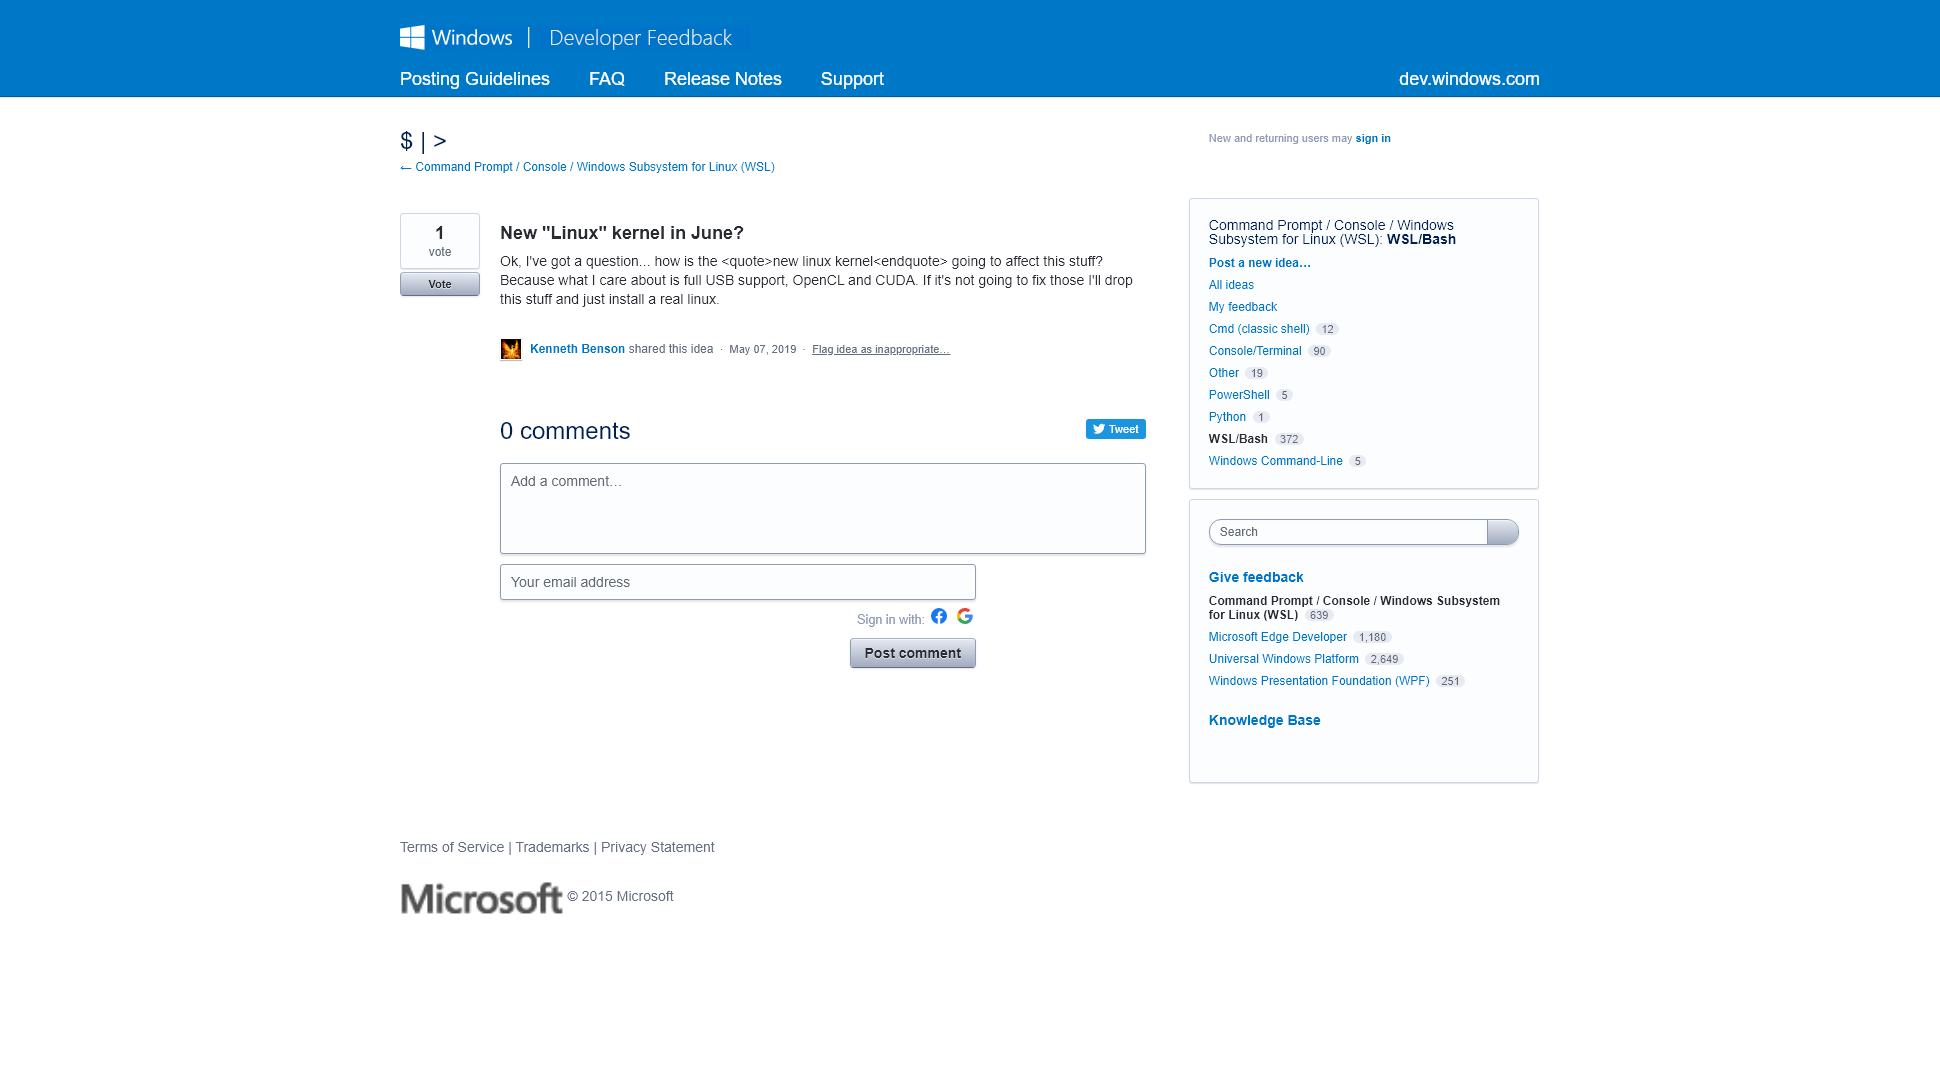 Windows | Developer Feedback
Posting Guidelines FAQ Release Notes Support dev.windows.com
$ | >
← Command Prompt / Console / Windows Subsystem for Linux (WSL)
New and returning users may sign in
1
vote
Vote
New "Linux" kernel in June?
Ok, I've got a question... how is the <quote>new linux kernel<endquote> going to affect this stuff?
Because what I care about is full USB support, OpenCL and CUDA. If it's not going to fix those I'll drop
this stuff and just install a real linux.
Kenneth Benson shared this idea · May 07, 2019 · Flag idea as inappropriate…
0 comments
Tweet
Add a comment…
Your email address
Sign in with:
Post comment
Command Prompt / Console / Windows
Subsystem for Linux (WSL): WSL/Bash
Post a new idea…
All ideas
My feedback
Cmd (classic shell) 12
Console/Terminal 90
Other 19
PowerShell 5
Python 1
WSL/Bash 372
Windows Command-Line 5
Search
Give feedback
Command Prompt / Console / Windows Subsystem
for Linux (WSL) 639
Microsoft Edge Developer 1,180
Universal Windows Platform 2,649
Windows Presentation Foundation (WPF) 251
Knowledge Base
Terms of Service | Trademarks | Privacy Statement
Microsoft © 2015 Microsoft